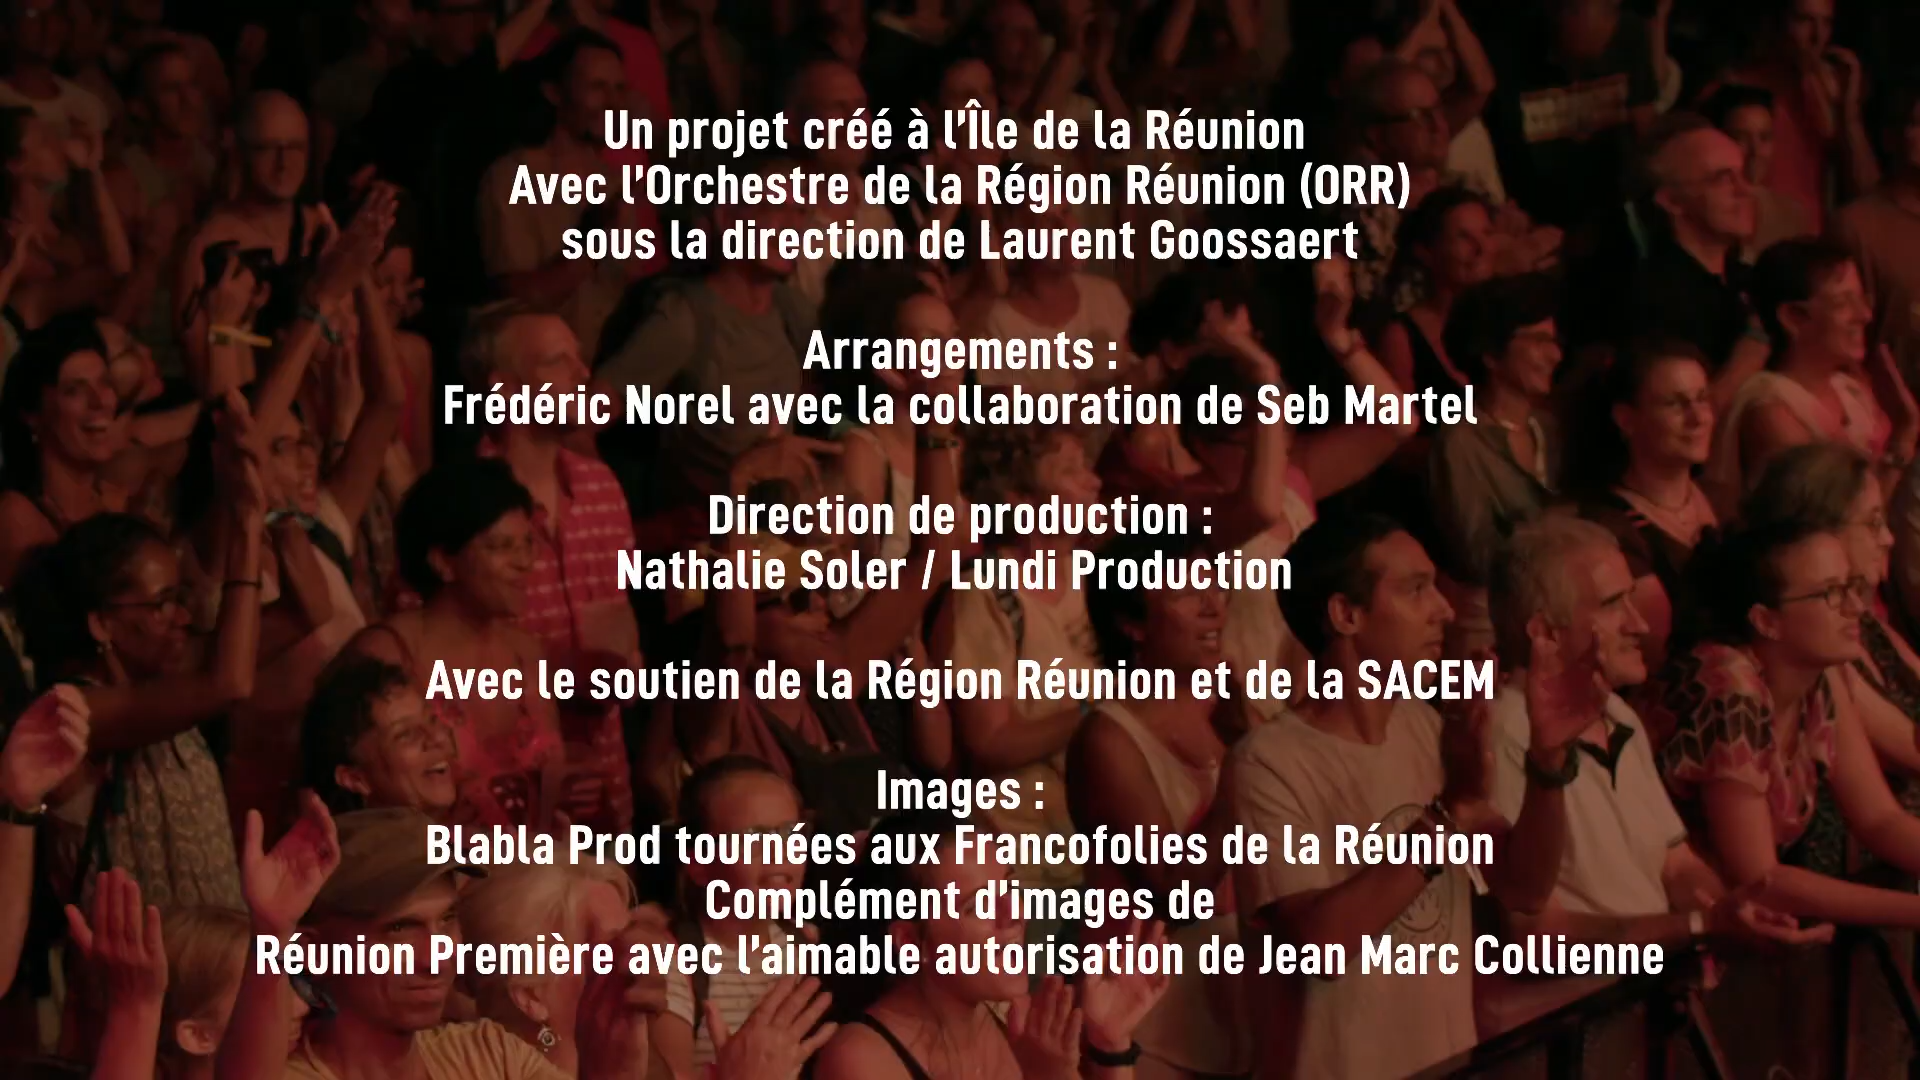 Un projet créé à l’Île de la Réunion
Avec l’Orchestre de la Région Réunion (ORR)
sous la direction de Laurent Goossaert
Arrangements :
Frédéric Norel avec la collaboration de Seb Martel
Direction de production :
Nathalie Soler / Lundi Production
Avec le soutien de la Région Réunion et de la SACEM
Images :
Blabla Prod tournées aux Francofolies de la Réunion
Complément d’images de
Réunion Première avec l’aimable autorisation de Jean Marc Collienne